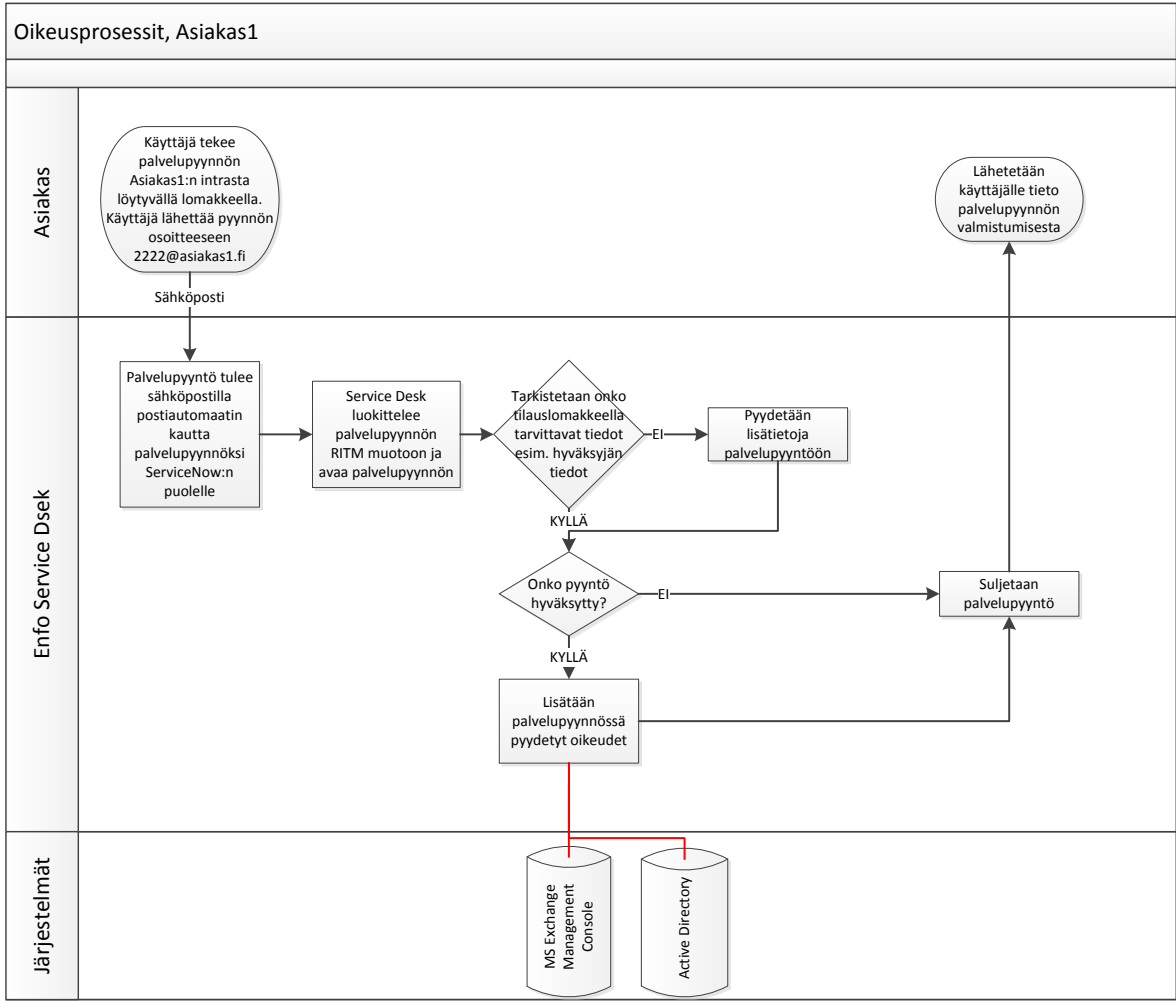 Oikeusprosessit, Asiakas1
Asiakas
Käyttäjä tekee
palvelupyynnön
Asiakas1:n intrasta
löytyvällä lomakkeella.
Käyttäjä lähettää pyynnön
osoitteeseen
2222@asiakas1.fi
Lähetetään
käyttäjälle tieto
palvelupyynnön
valmistumisesta
Sähköposti
Enfo Service Dsek
Palvelupyyntö tulee
sähköpostilla
postiautomaatin
kautta
palvelupyynnöksi
ServiceNow:n
puolelle
Service Desk
luokittelee
palvelupyynnön
RITM muotoon ja
avaa palvelupyynnön
Tarkistetaan onko
tilauslomakkeella
tarvittavat tiedot
esim. hyväksyjän
tiedot
EI
Pyydetään
lisätietoja
palvelupyyntöön
KYLLÄ
Onko pyyntö
hyväksytty?
EI
Suljetaan
palvelupyyntö
KYLLÄ
Lisätään
palvelupyynnössä
pyydetyt oikeudet
Järjestelmät
MS Exchange
Management
Console
Active Directory